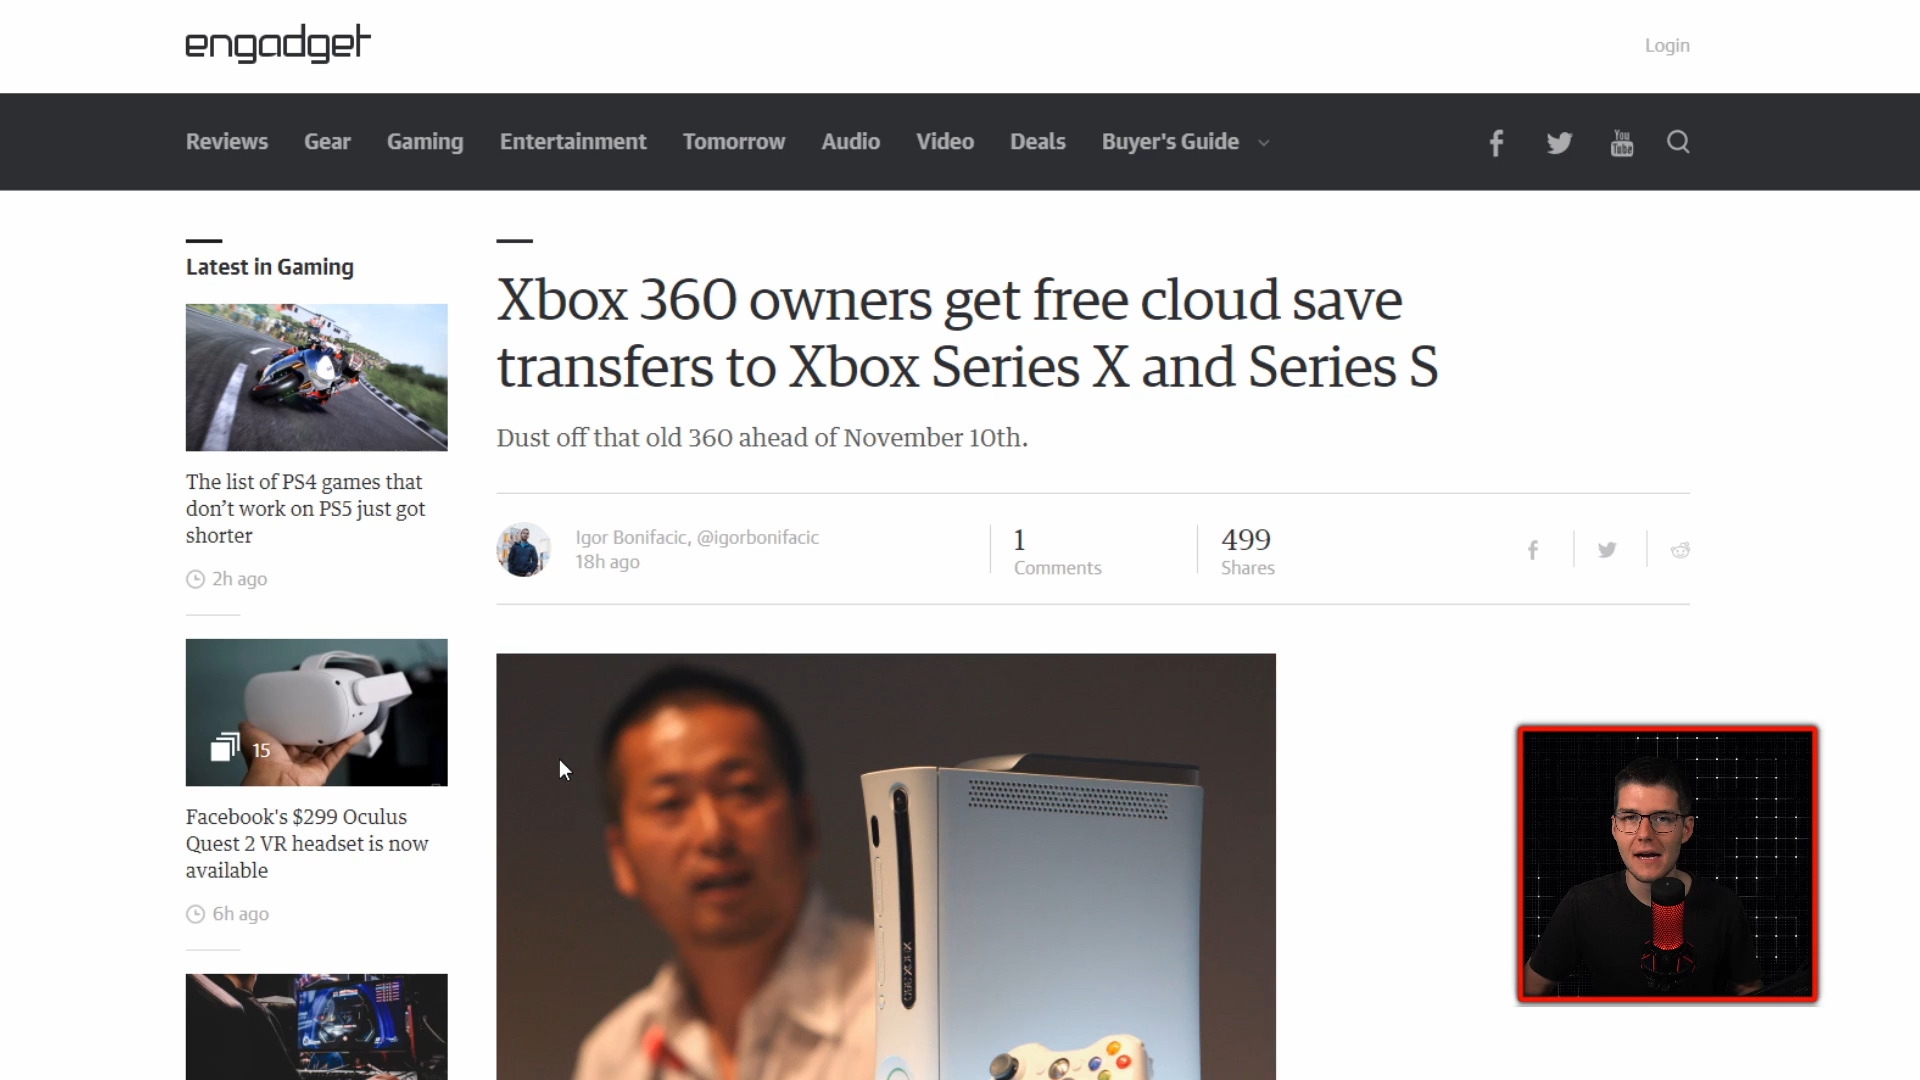 engadget
Login
Reviews Gear Gaming Entertainment Tomorrow Audio Video Deals Buyer's Guide
You
Tube
Latest in Gaming
The list of PS4 games that
don’t work on PS5 just got
shorter
2h ago
15
Facebook's $299 Oculus
Quest 2 VR headset is now
available
6h ago
Xbox 360 owners get free cloud save
transfers to Xbox Series X and Series S
Dust off that old 360 ahead of November 10th.
Igor Bonifacic, @igorbonifacic
18h ago
1
Comments
499
Shares
XBOX360